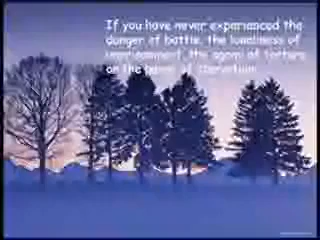 If you have never experienced the
danger of battle, the loneliness of
imprisonment, the agony of torture
or the pangs of starvation